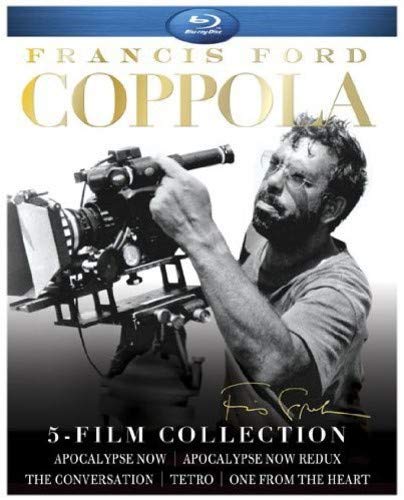 Blu-ray Disc
FRANCIS FORD
COPPOLA
5-FILM COLLECTION
APOCALYPSE NOW | APOCALYPSE NOW REDUX
THE CONVERSATION | TETRO | ONE FROM THE HEART